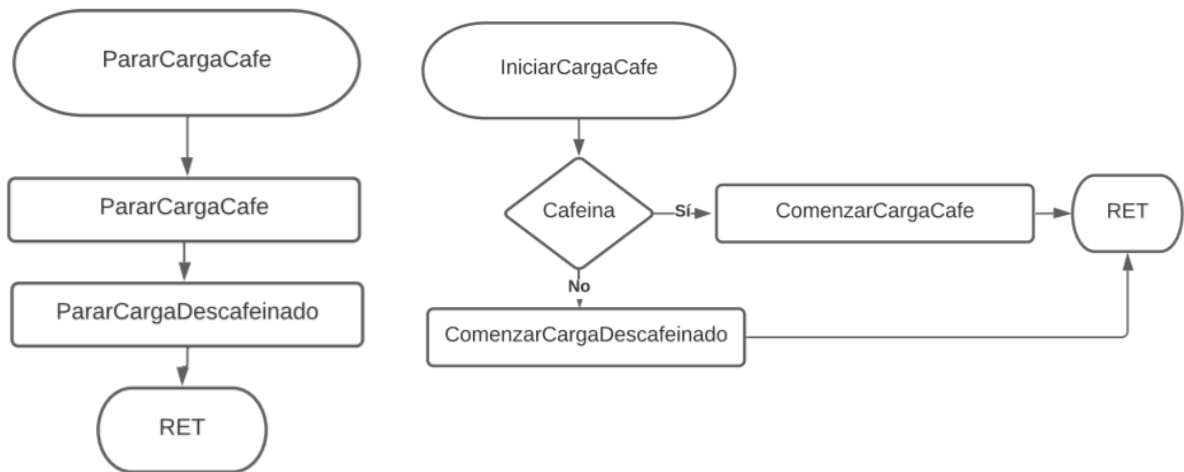 PararCargaCafe
PararCargaCafe
PararCargaDescafeinado
RET
IniciarCargaCafe
Cafeina
Sí
ComenzarCargaCafe
RET
No
ComenzarCargaDescafeinado